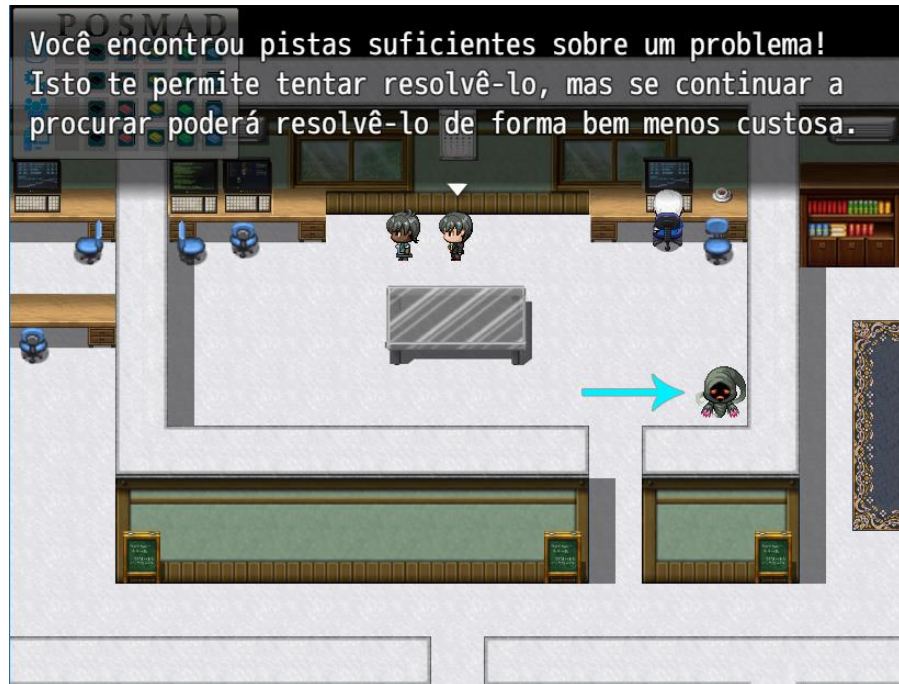 POSMAD
Você encontrou pistas suficientes sobre um problema!
Isto te permite tentar resolvê-lo, mas se continuar a
procurar poderá resolvê-lo de forma bem menos custosa.